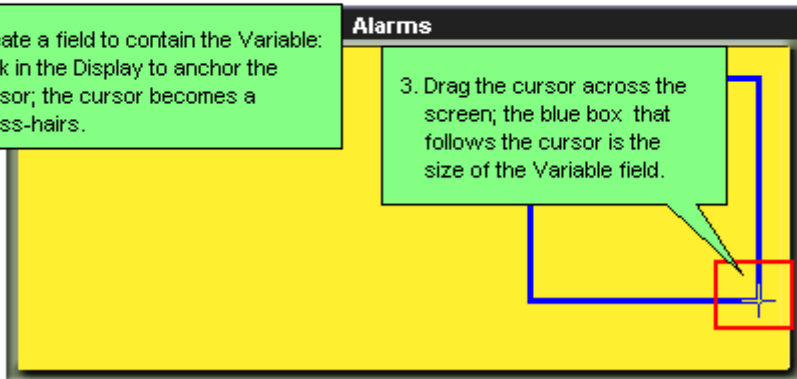 Alarms
ate a field to contain the Variable:
k in the Display to anchor the
sor; the cursor becomes a
ss-hairs.
3. Drag the cursor across the
screen; the blue box that
follows the cursor is the
size of the Variable field.